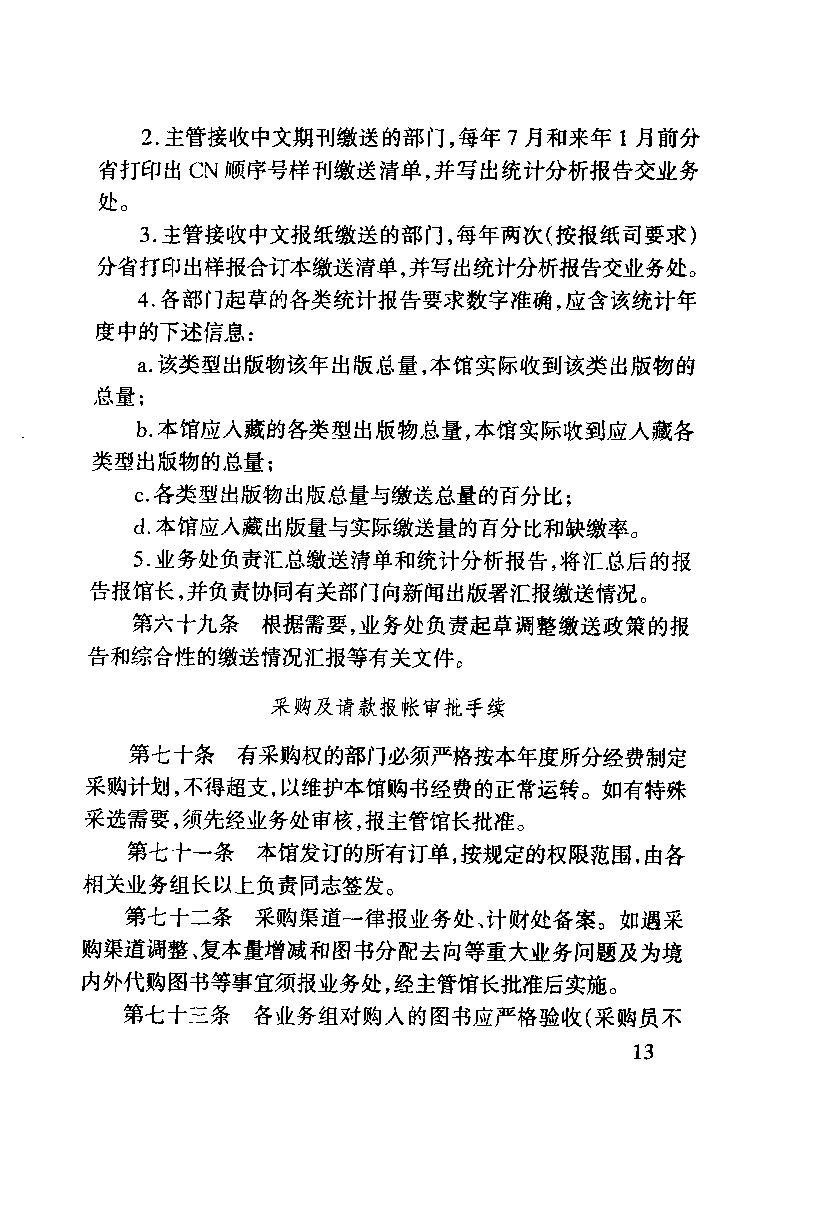 2.主管接收中文期刊缴送的部门,每年7月和来年1月前分
省打印出CN顺序号样刊缴送清单,并写出统计分析报告交业务
处。
3.主管接收中文报纸缴送的部门,每年两次(按报纸司要求)
分省打印出样报合订本缴送清单,并写出统计分析报告交业务处。
4.各部门起草的各类统计报告要求数字准确,应含该统计年
度中的下述信息:
a.该类型出版物该年出版总量,本馆实际收到该类出版物的
总量;
b.本馆应入藏的各类型出版物总量,本馆实际收到应入藏各
类型出版物的总量;
c.各类型出版物出版总量与缴送总量的百分比;
d.本馆应入藏出版量与实际缴送量的百分比和缺缴率。
5.业务处负责汇总缴送清单和统计分析报告,将汇总后的报
告报馆长,并负责协同有关部门向新闻出版署汇报缴送情况。
第六十九条 根据需要,业务处负责起草调整缴送政策的报
告和综合性的缴送情况汇报等有关文件。
采购及请款报帐审批手续
第七十条 有采购权的部门必须严格按本年度所分经费制定
采购计划,不得超支,以维护本馆购书经费的正常运转。如有特殊
采选需要,须先经业务处审核,报主管馆长批准。
第七十一条 本馆发订的所有订单,按规定的权限范围,由各
相关业务组长以上负责同志签发。
第七十二条 采购渠道一律报业务处、计财处备案。如遇采
购渠道调整、复本量增减和图书分配去向等重大业务问题及为境
内外代购图书等事宜须报业务处,经主管馆长批准后实施。
第七十三条 各业务组对购入的图书应严格验收(采购员不
13